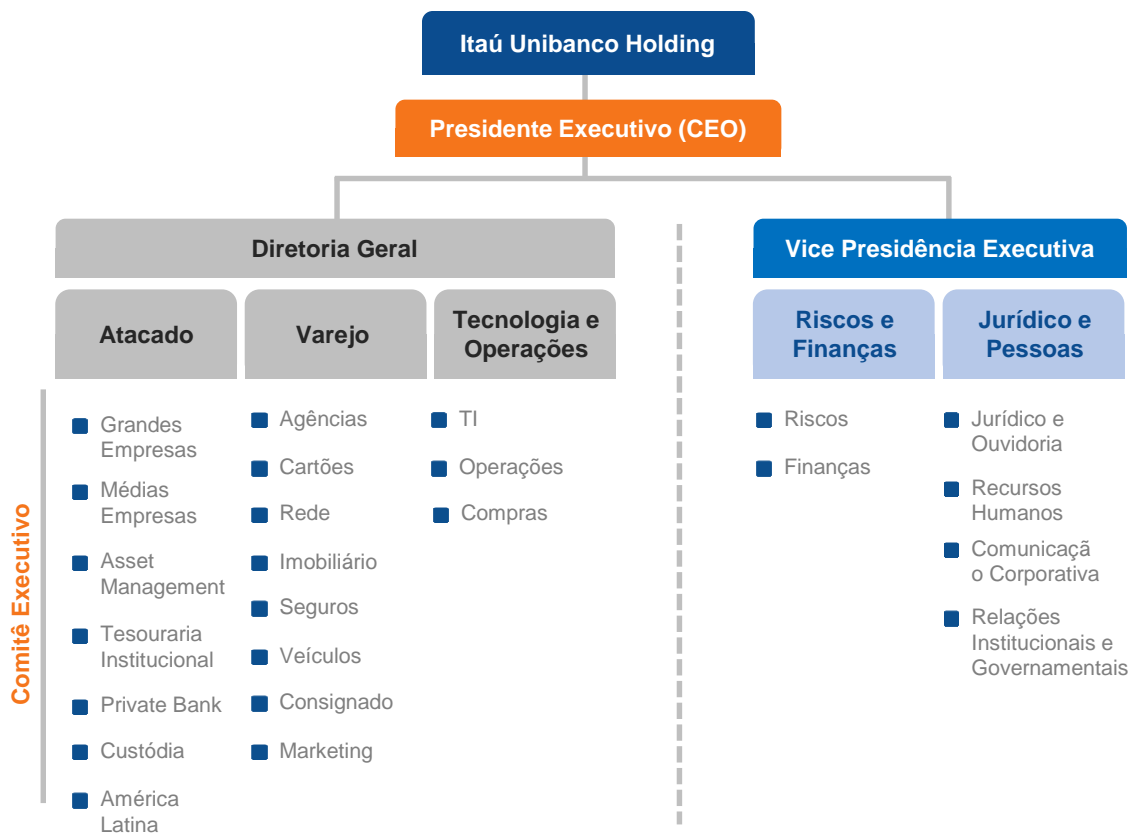 Itaú Unibanco Holding
Presidente Executivo (CEO)
Diretoria Geral
Vice Presidência Executiva
Atacado
Varejo
Tecnologia e
Operações
Riscos e
Finanças
Jurídico e
Pessoas
Comitê Executivo
Grandes
Empresas
Médias
Empresas
Asset
Management
Tesouraria
Institucional
Private Bank
Custódia
América
Latina
Agências
Cartões
Rede
Imobiliário
Seguros
Veículos
Consignado
Marketing
TI
Operações
Compras
Riscos
Finanças
Jurídico e
Ouvidoria
Recursos
Humanos
Comunicaçã
o Corporativa
Relações
Institucionais e
Governamentais